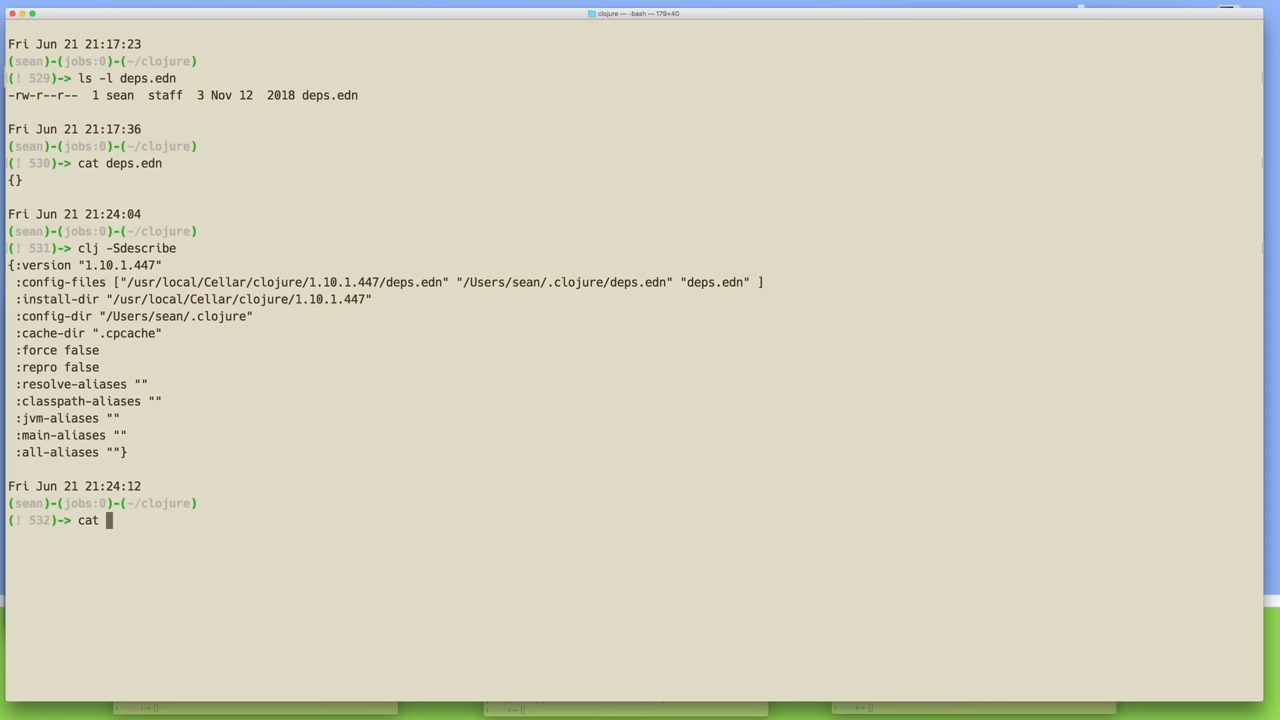 clojure — -bash — 179×40
Fri Jun 21 21:17:23
(sean)-(jobs:0)-(~/clojure)
(! 529)-> ls -l deps.edn
-rw-r--r--  1 sean  staff  3 Nov 12  2018 deps.edn
Fri Jun 21 21:17:36
(sean)-(jobs:0)-(~/clojure)
(! 530)-> cat deps.edn
{}
Fri Jun 21 21:24:04
(sean)-(jobs:0)-(~/clojure)
(! 531)-> clj -Sdescribe
{:version "1.10.1.447"
 :config-files ["/usr/local/Cellar/clojure/1.10.1.447/deps.edn" "/Users/sean/.clojure/deps.edn" "deps.edn" ]
 :install-dir "/usr/local/Cellar/clojure/1.10.1.447"
 :config-dir "/Users/sean/.clojure"
 :cache-dir ".cpcache"
 :force false
 :repro false
 :resolve-aliases ""
 :classpath-aliases ""
 :jvm-aliases ""
 :main-aliases ""
 :all-aliases ""}
Fri Jun 21 21:24:12
(sean)-(jobs:0)-(~/clojure)
(! 532)-> cat